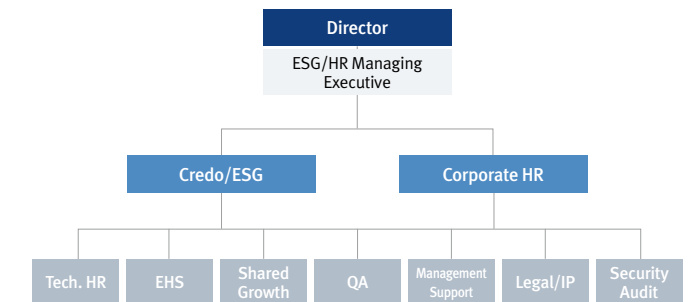 Director
ESG/HR Managing
Executive
Credo/ESG
Corporate HR
Tech. HR
EHS
Shared
Growth
QA
Management
Support
Legal/IP
Security
Audit